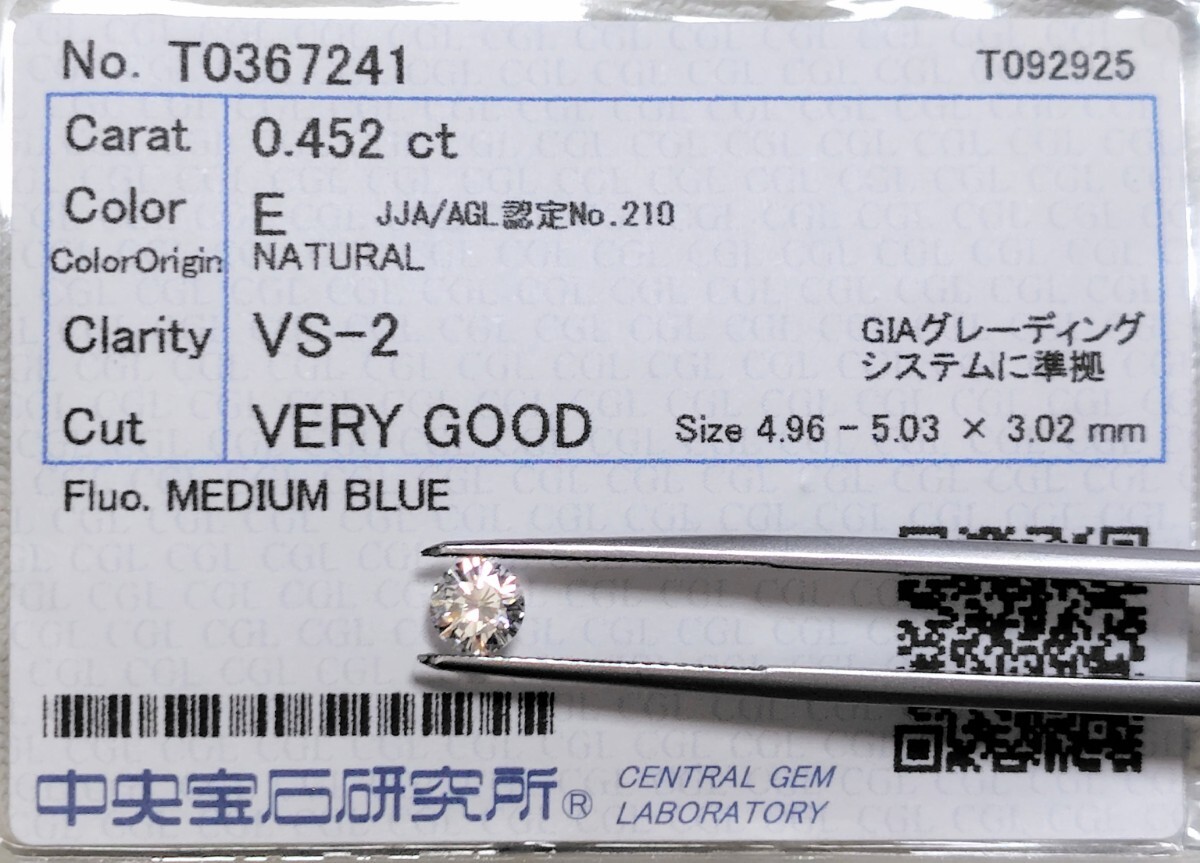 No. T0367241 T092925
Carat 0.452 ct
Color E JJA/AGL認定No.210
ColorOrigin NATURAL
Clarity VS-2 GIAグレーディング
システムに準拠
Cut VERY GOOD Size 4.96 - 5.03 × 3.02 mm
Fluo. MEDIUM BLUE
中央宝石研究所® CENTRAL GEM
LABORATORY